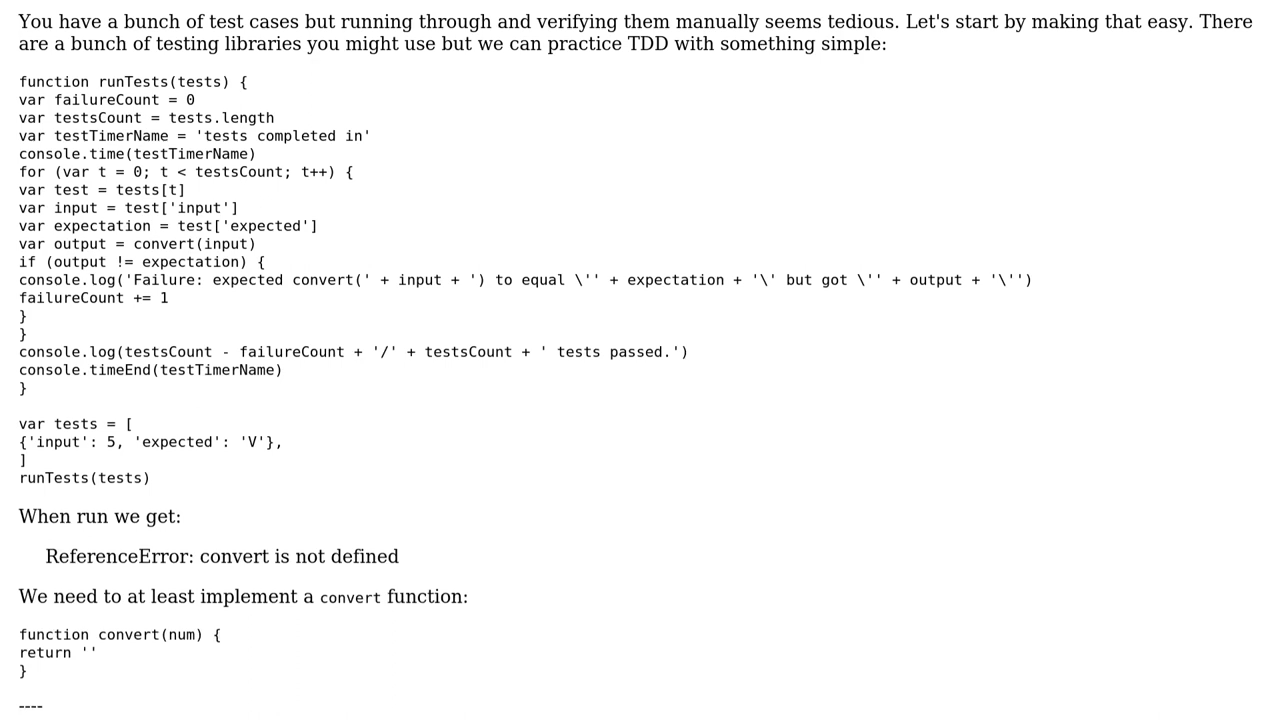 You have a bunch of test cases but running through and verifying them manually seems tedious. Let's start by making that easy. There
are a bunch of testing libraries you might use but we can practice TDD with something simple:
function runTests(tests) {
var failureCount = 0
var testsCount = tests.length
var testTimerName = 'tests completed in'
console.time(testTimerName)
for (var t = 0; t < testsCount; t++) {
var test = tests[t]
var input = test['input']
var expectation = test['expected']
var output = convert(input)
if (output != expectation) {
console.log('Failure: expected convert(' + input + ') to equal \'' + expectation + '\' but got \'' + output + '\'')
failureCount += 1
}
}
console.log(testsCount - failureCount + '/' + testsCount + ' tests passed.')
console.timeEnd(testTimerName)
}
var tests = [
{'input': 5, 'expected': 'V'},
]
runTests(tests)
When run we get:
ReferenceError: convert is not defined
We need to at least implement a convert function:
function convert(num) {
return ''
}
----